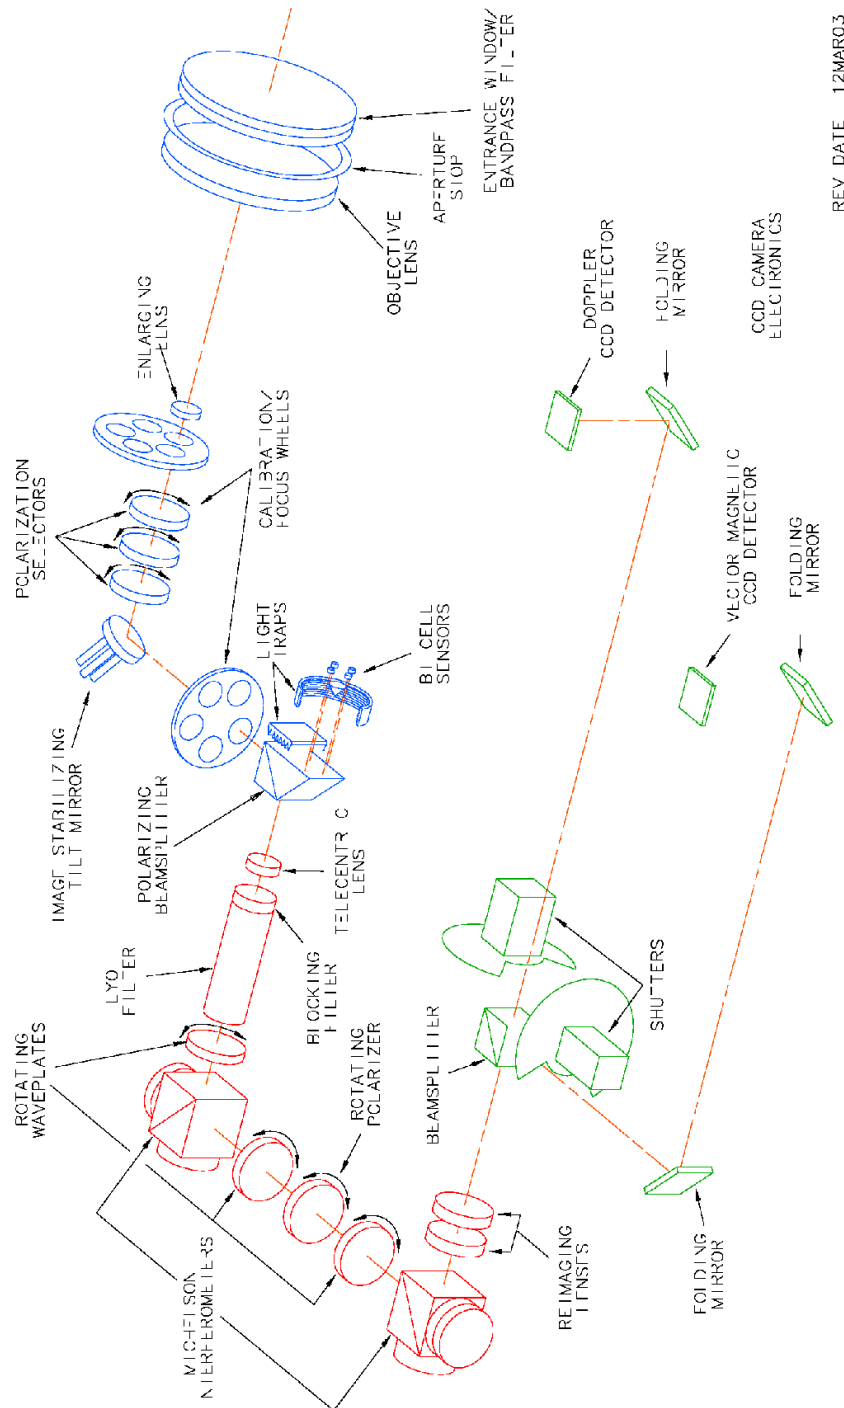 MICHELSON
INTERFEROMETERS
ROTATING
WAVEPLATES
LYO
FILTER
IMAGE STABILIZING
TILT MIRROR
POLARIZATION
SELECTORS
POLARIZING
BEAMSPLITTER
ENLARGING
LENS
CALIBRATION/
FOCUS WHEELS
LIGHT
TRAPS
BLOCKING
FILTER
TELECENTR C
LENS
ROTATING
POLARIZER
OBJECTIVE
LENS
BI CELL
SENSORS
APERTURE
STOP
ENTRANCE WINDOW/
BANDPASS FILTER
BEAMSPLITTER
REIMAGING
LENSES
DOPPLER
CCD DETECTOR
SHUTTERS
FOLDING
MIRROR
FOLDING
MIRROR
VECTOR MAGNETIC
CCD DETECTOR
CCD CAMERA
ELECTRONICS
FOLDING
MIRROR
REV DATE 12MAR03